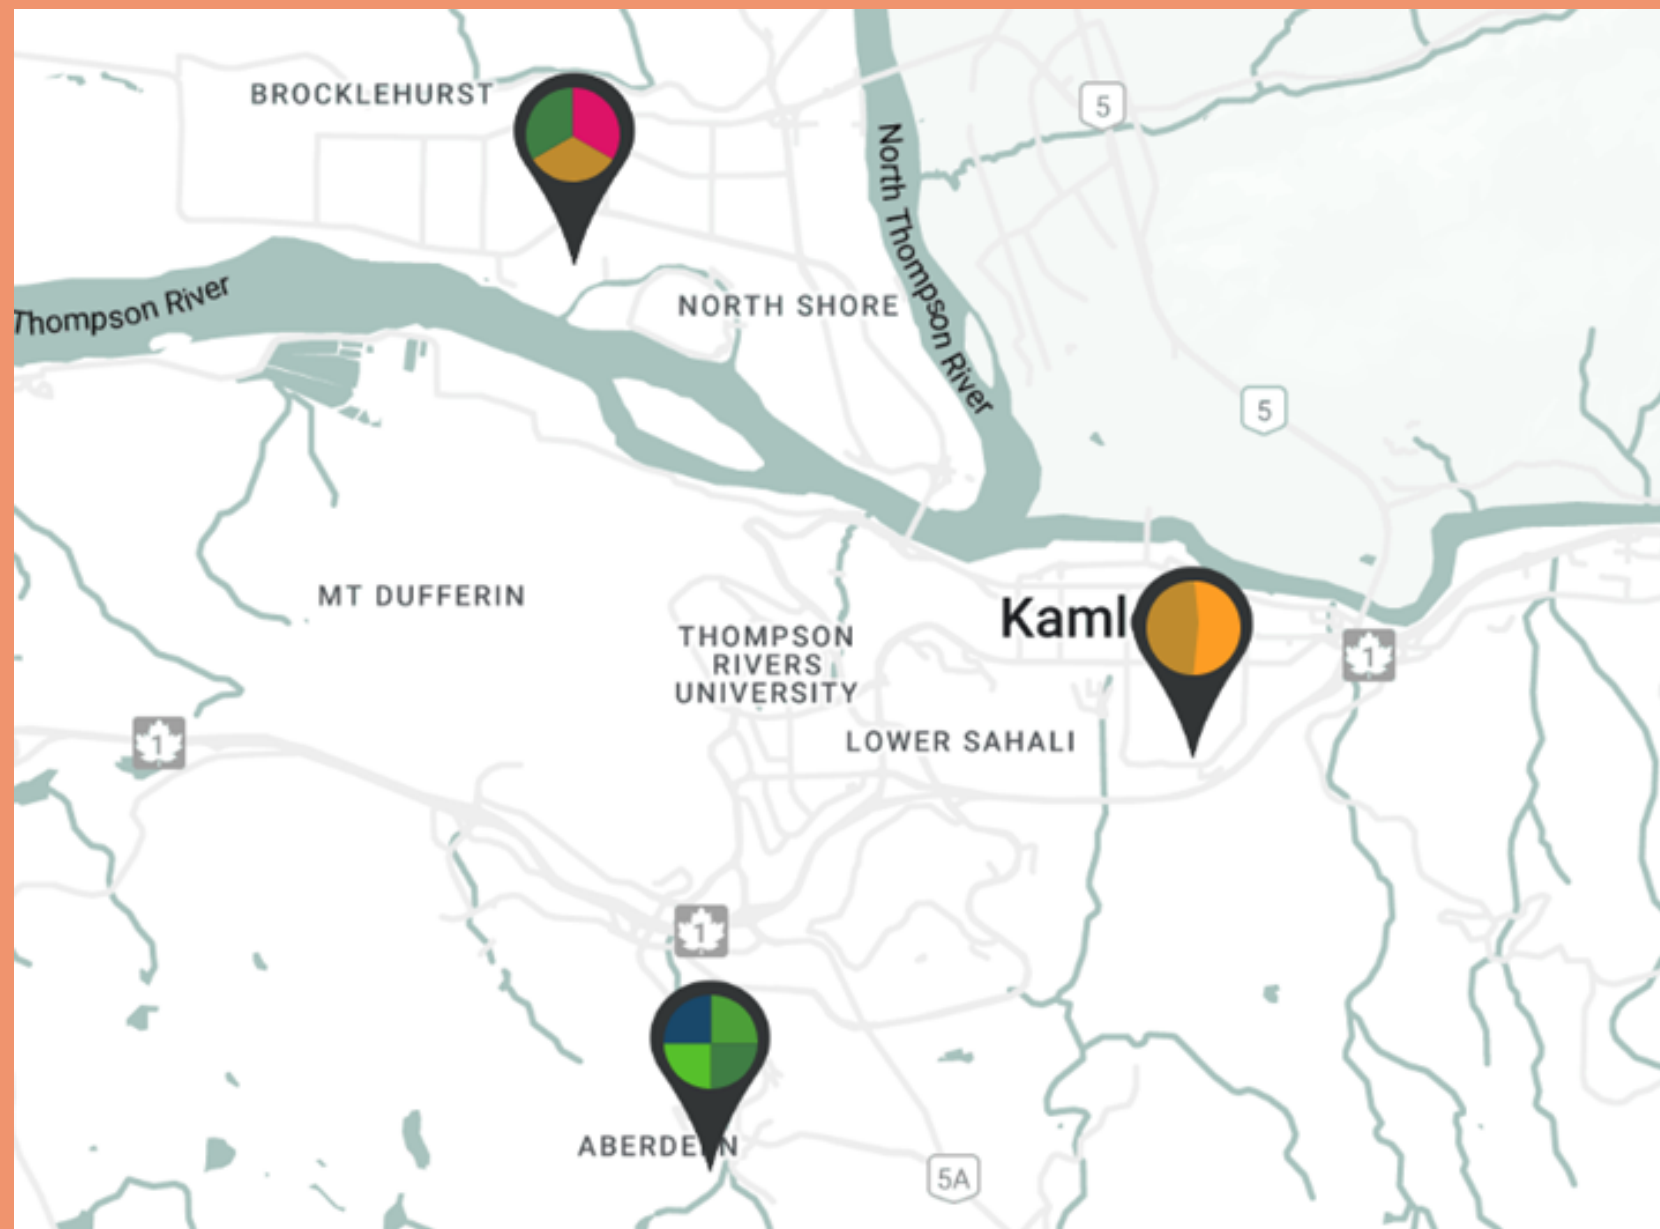 BROCKLEHURST
5
North Thompson River
Thompson River
NORTH SHORE
5
MT DUFFERIN
Kaml
THOMPSON
RIVERS
UNIVERSITY
1
1
LOWER SAHALI
1
ABERDEEN
5A